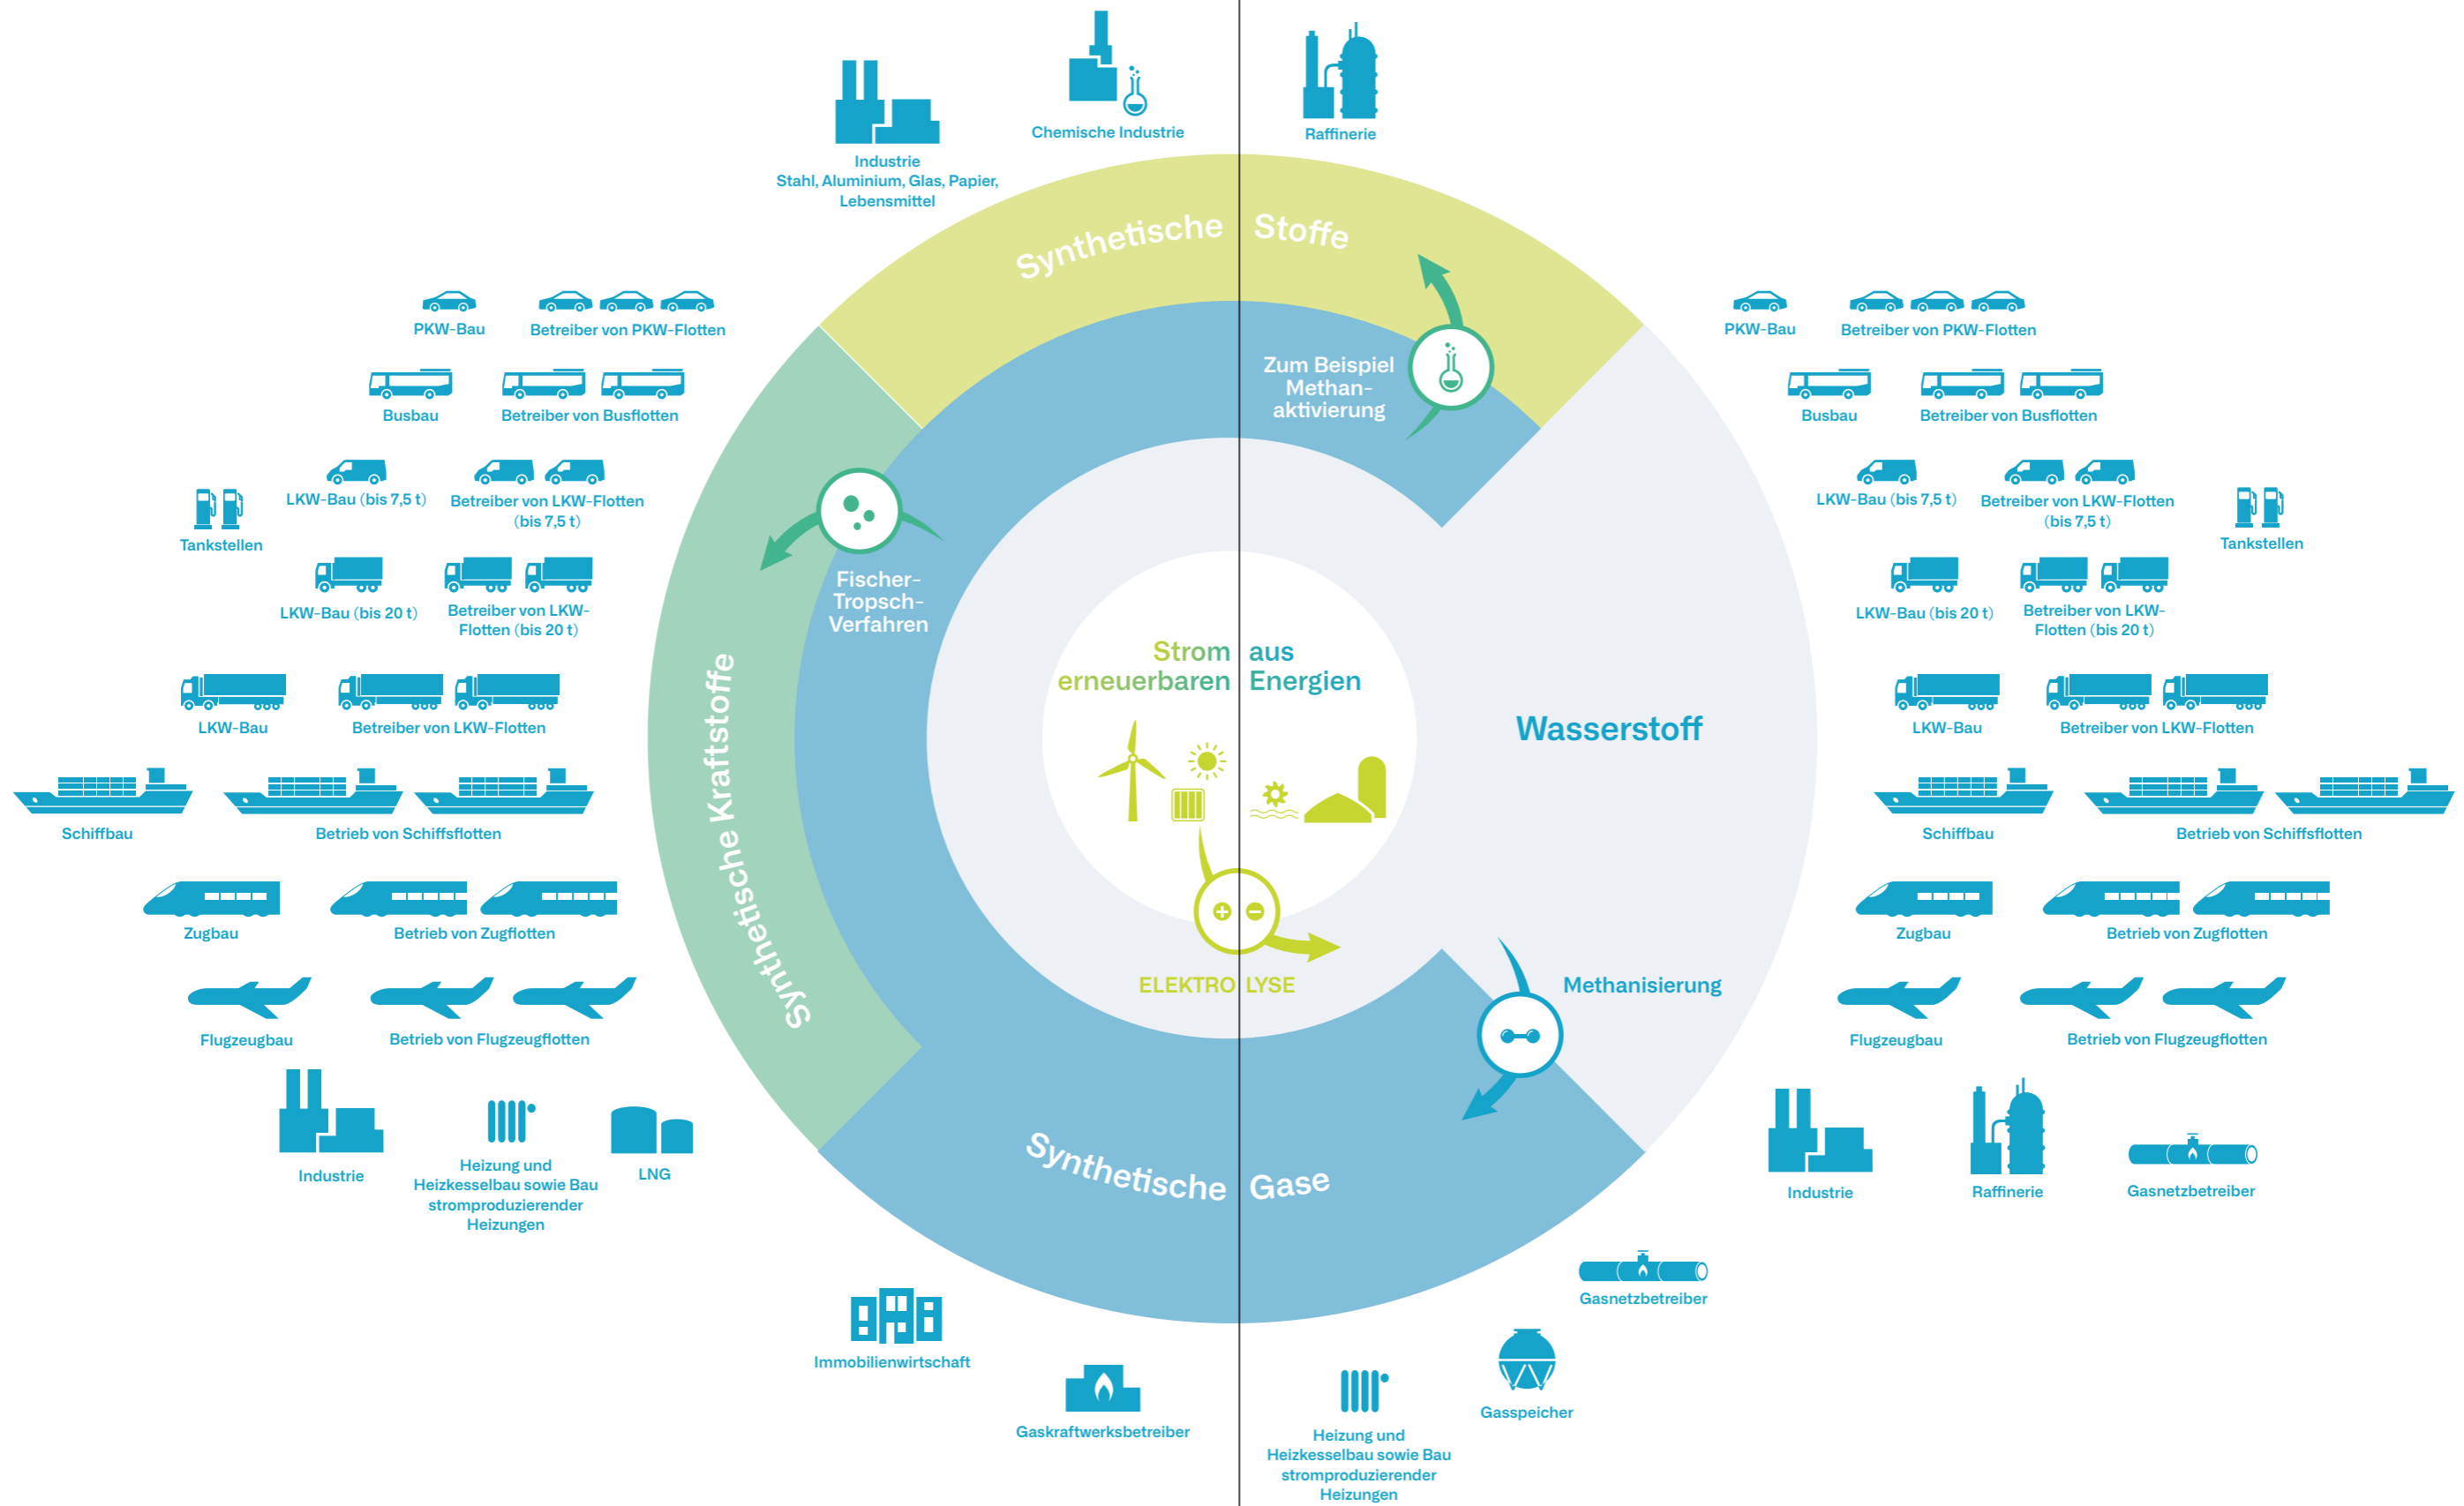 Chemische Industrie
Raffinerie
Industrie
Stahl, Aluminium, Glas, Papier,
Lebensmittel
Synthetische Stoffe
PKW-Bau
Betreiber von PKW-Flotten
Busbau
Betreiber von Busflotten
LKW-Bau (bis 7,5 t)
Betreiber von LKW-Flotten
(bis 7,5 t)
Tankstellen
LKW-Bau (bis 20 t)
Betreiber von LKW-
Flotten (bis 20 t)
LKW-Bau
Betreiber von LKW-Flotten
Schiffbau
Betrieb von Schiffsflotten
Zugbau
Betrieb von Zugflotten
Flugzeugbau
Betrieb von Flugzeugflotten
Industrie
Heizung und
Heizkesselbau sowie Bau
stromproduzierender
Heizungen
LNG
Synthetische Kraftstoffe
Fischer-
Tropsch-
Verfahren
Zum Beispiel
Methan-
aktivierung
Strom aus
erneuerbaren Energien
ELEKTROLYSE
Wasserstoff
Methanisierung
Synthetische Gase
PKW-Bau
Betreiber von PKW-Flotten
Busbau
Betreiber von Busflotten
LKW-Bau (bis 7,5 t)
Betreiber von LKW-Flotten
(bis 7,5 t)
Tankstellen
LKW-Bau (bis 20 t)
Betreiber von LKW-
Flotten (bis 20 t)
LKW-Bau
Betreiber von LKW-Flotten
Schiffbau
Betrieb von Schiffsflotten
Zugbau
Betrieb von Zugflotten
Flugzeugbau
Betrieb von Flugzeugflotten
Industrie
Raffinerie
Gasnetzbetreiber
Immobilienwirtschaft
Gaskraftwerksbetreiber
Heizung und
Heizkesselbau sowie Bau
stromproduzierender
Heizungen
Gasspeicher
Gasnetzbetreiber